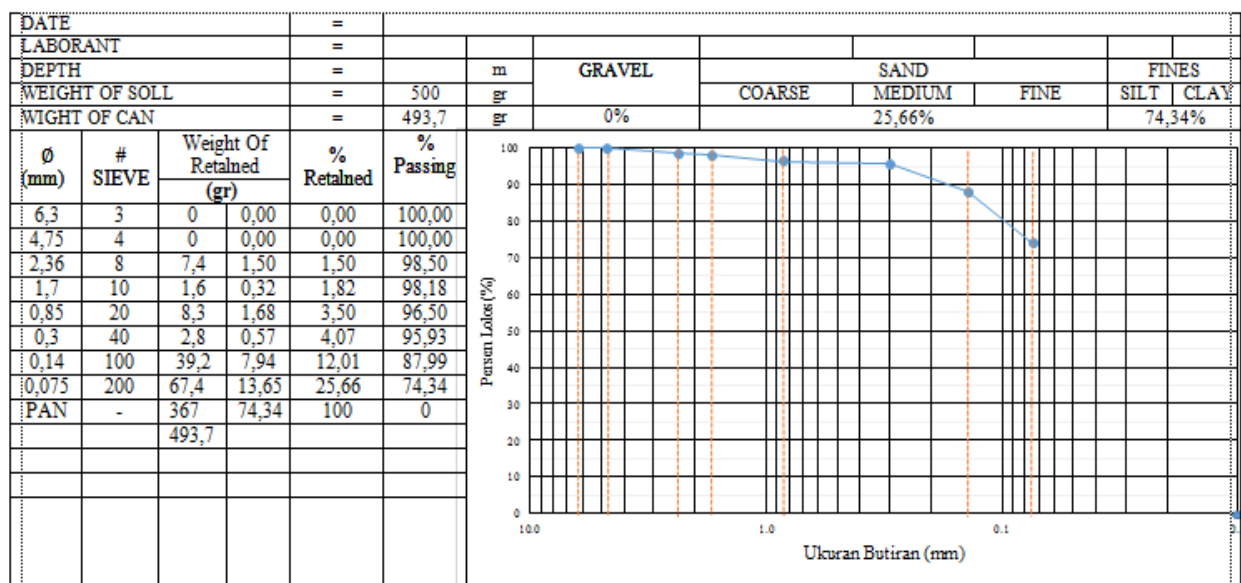 DATE =
LABORANT =
DEPTH = m GRAVEL SAND FINES
WEIGHT OF SOLL = 500 gr COARSE MEDIUM FINE SILT CLAY
WIGHT OF CAN = 493,7 gr 0% 25,66% 74,34%
Ø (mm) # SIEVE Weight Of Retalned (gr) % Retalned % Passing
6,3 3 0 0,00 0,00 100,00
4,75 4 0 0,00 0,00 100,00
2,36 8 7,4 1,50 1,50 98,50
1,7 10 1,6 0,32 1,82 98,18
0,85 20 8,3 1,68 3,50 96,50
0,3 40 2,8 0,57 4,07 95,93
0,14 100 39,2 7,94 12,01 87,99
0,075 200 67,4 13,65 25,66 74,34
PAN - 367 74,34 100 0
493,7
Persen Lolos (%)
100
90
80
70
60
50
40
30
20
10
0
10.0 1.0 0.1
Ukuran Butiran (mm)